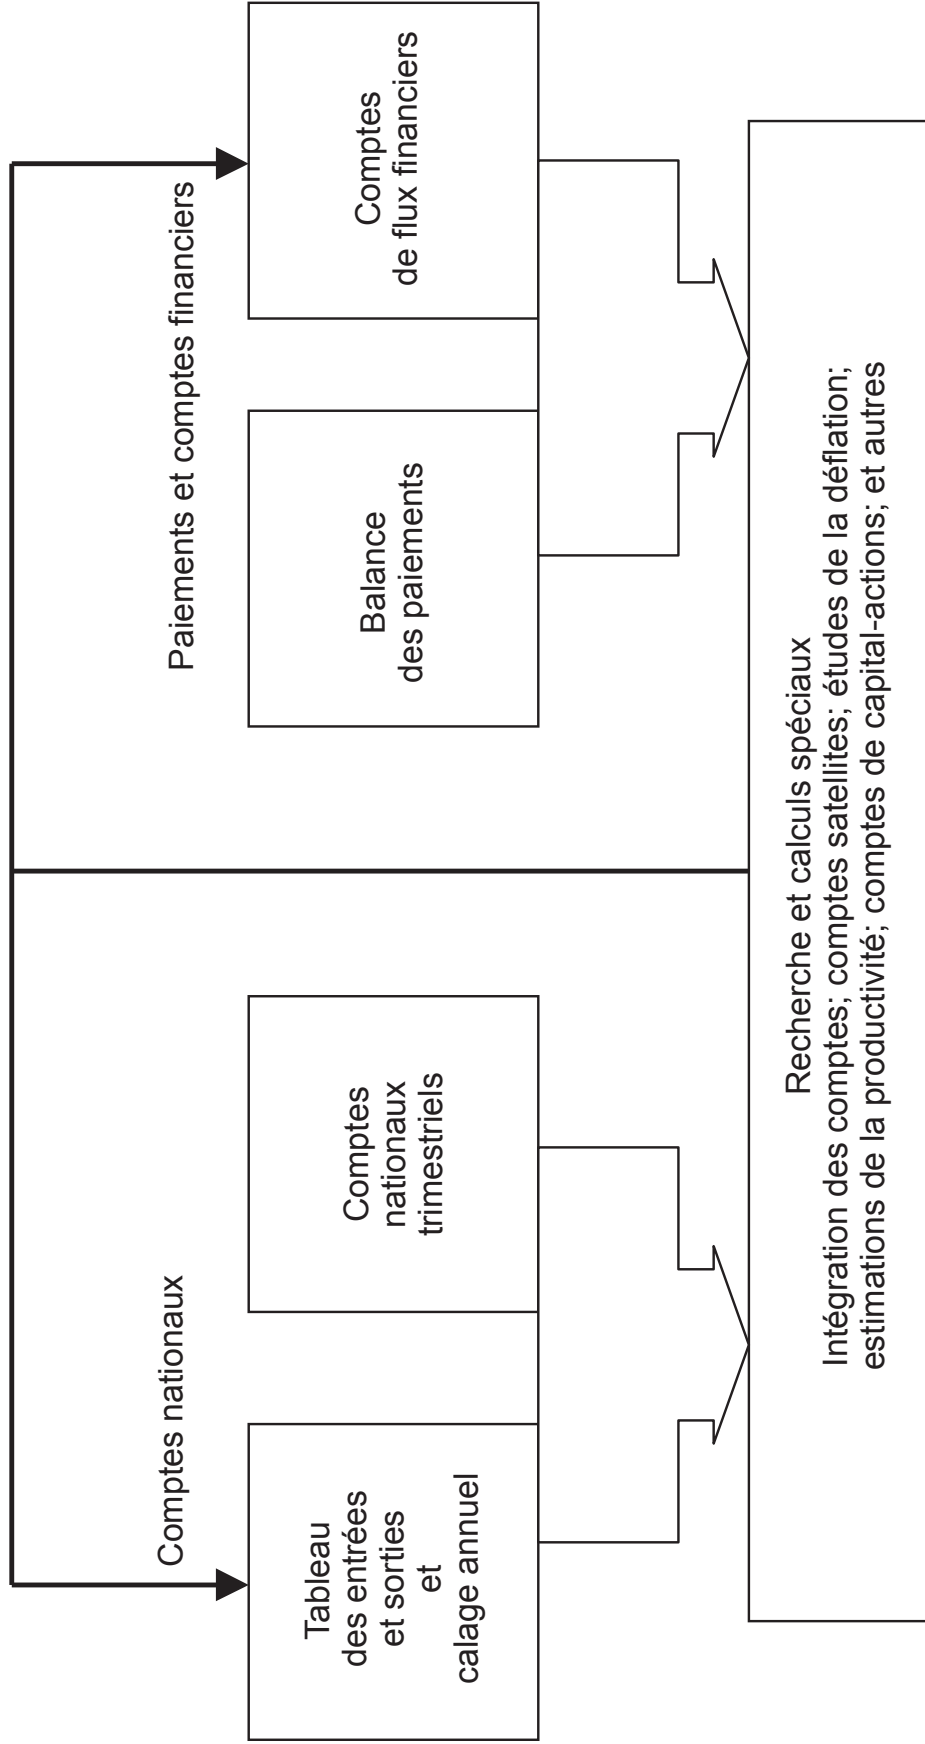 Comptes nationaux
Paiements et comptes financiers
Tableau
des entrées
et sorties
et
calage annuel
Comptes
nationaux
trimestriels
Balance
des paiements
Comptes
de flux financiers
Recherche et calculs spéciaux
Intégration des comptes; comptes satellites; études de la déflation;
estimations de la productivité; comptes de capital-actions; et autres